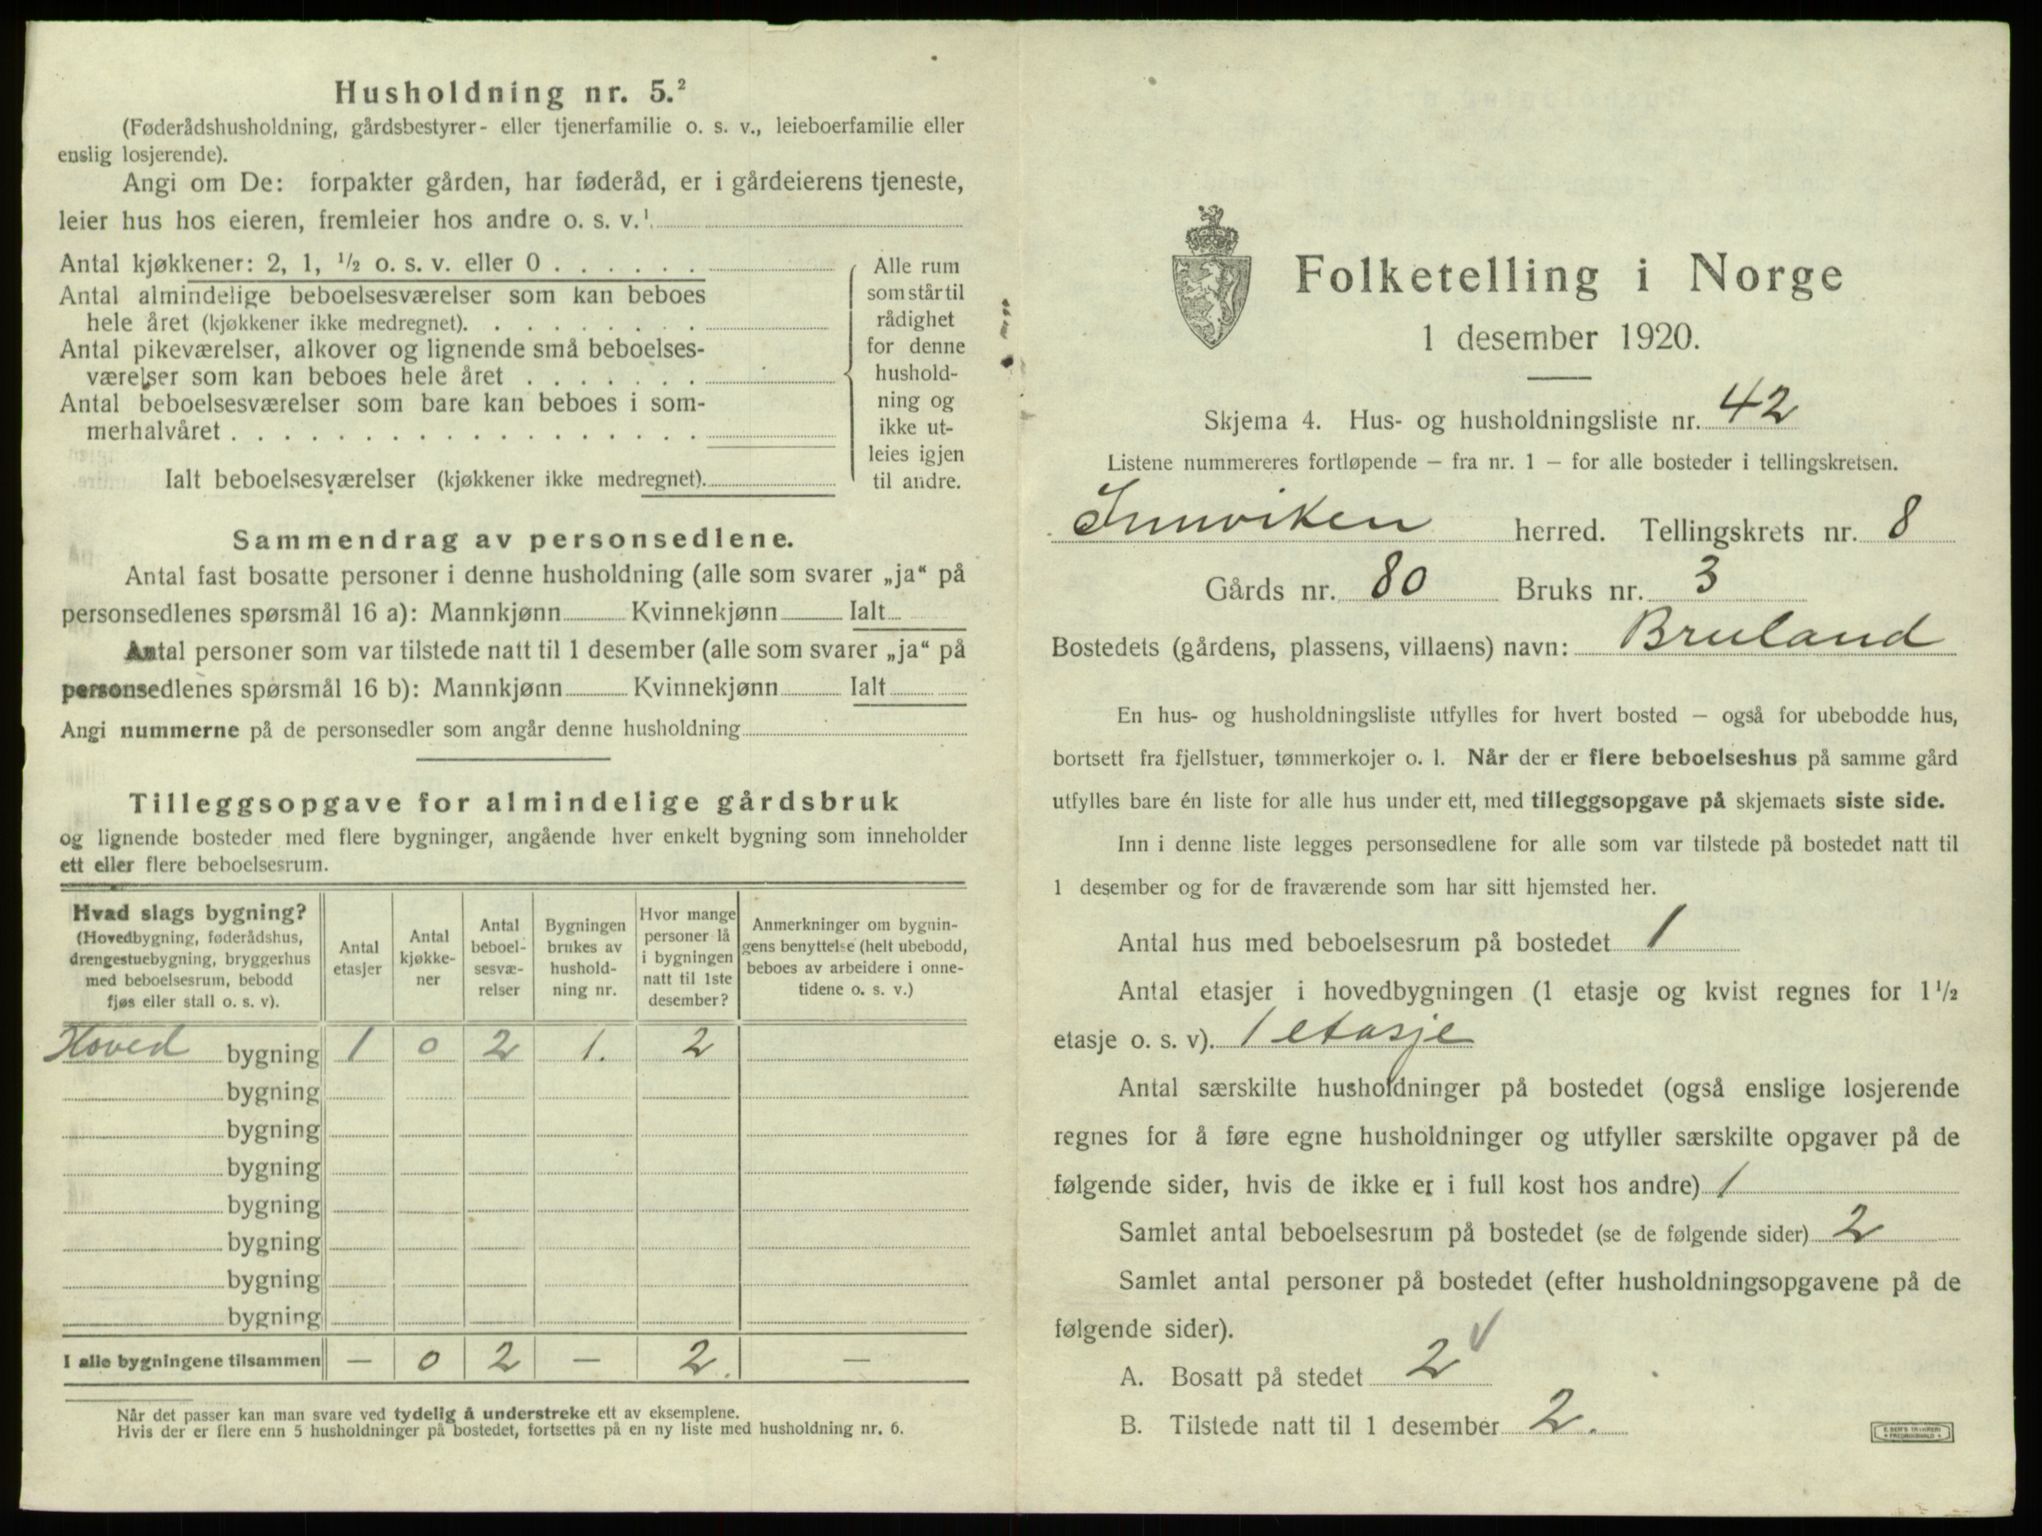 Husholdning nr. 5.²
(Føderådshusholdning, gårdsbestyrer- eller tjenerfamilie o. s. v., leieboerfamilie eller
enslig losjerende).
Angi om De: forpakter gården, har føderåd, er i gårdeierens tjeneste,
leier hus hos eieren, fremleier hos andre o. s. v.¹
Antal kjøkkener: 2, 1, ½ o. s. v. eller 0
Antal almindelige beboelsesværelser som kan beboes
hele året (kjøkkener ikke medregnet).
Antal pikeværelser, alkover og lignende små beboelses-
værelser som kan beboes hele året
Antal beboelsesværelser som bare kan beboes i som-
merhalvåret
Ialt beboelsesværelser (kjøkkener ikke medregnet).
Alle rum
som står til
rådighet
for denne
hushold-
ning og
ikke ut-
leies igjen
til andre.
Sammendrag av personsedlene.
Antal fast bosatte personer i denne husholdning (alle som svarer „ja“ på
personsedlenes spørsmål 16 a): Mannkjønn Kvinnekjønn Ialt
Antal personer som var tilstede natt til 1 desember (alle som svarer „ja“ på
personsedlenes spørsmål 16 b): Mannkjønn Kvinnekjønn Ialt
Angi nummerne på de personsedler som angår denne husholdning
Tilleggsopgave for almindelige gårdsbruk
og lignende bosteder med flere bygninger, angående hver enkelt bygning som inneholder
ett eller flere beboelsesrum.
Hvad slags bygning?
(Hovedbygning, føderådshus,
drengestuebygning, bryggerhus
med beboelsesrum, bebodd
fjøs eller stall o. s. v).
Antal
etasjer
Antal
kjøkke-
ner
Antal
beboel-
sesvæ-
relser
Bygningen
brukes av
hushold-
ning nr.
Hvor mange
personer lå
i bygningen
natt til 1ste
desember?
Anmerkninger om bygnin-
gens benyttelse (helt ubebodd,
beboes av arbeidere i onne-
tidene o. s. v.)
Hoved bygning 1 0 2 1. 2
bygning
bygning
bygning
bygning
bygning
bygning
bygning
I alle bygningene tilsammen — 0 2 — 2. —
Når det passer kan man svare ved tydelig å understreke ett av eksemplene.
Hvis der er flere enn 5 husholdninger på bostedet, fortsettes på en ny liste med husholdning nr. 6.
Folketelling i Norge
1 desember 1920.
Skjema 4. Hus- og husholdningsliste nr. 42
Listene nummereres fortløpende – fra nr. 1 – for alle bosteder i tellingskretsen.
Innviken herred. Tellingskrets nr. 8
Gårds nr. 80 Bruks nr. 3
Bostedets (gårdens, plassens, villaens) navn: Bruland
En hus- og husholdningsliste utfylles for hvert bosted – også for ubebodde hus,
bortsett fra fjellstuer, tømmerkojer o. l. Når der er flere beboelseshus på samme gård
utfylles bare én liste for alle hus under ett, med tilleggsopgave på skjemaets siste side.
Inn i denne liste legges personsedlene for alle som var tilstede på bostedet natt til
1 desember og for de fraværende som har sitt hjemsted her.
Antal hus med beboelsesrum på bostedet 1
Antal etasjer i hovedbygningen (1 etasje og kvist regnes for 1½
etasje o. s. v). 1 etasje
Antal særskilte husholdninger på bostedet (også enslige losjerende
regnes for å føre egne husholdninger og utfyller særskilte opgaver på de
følgende sider, hvis de ikke er i full kost hos andre) 1
Samlet antal beboelsesrum på bostedet (se de følgende sider) 2
Samlet antal personer på bostedet (efter husholdningsopgavene på de
følgende sider).
A. Bosatt på stedet 2 √
B. Tilstede natt til 1 desember 2.